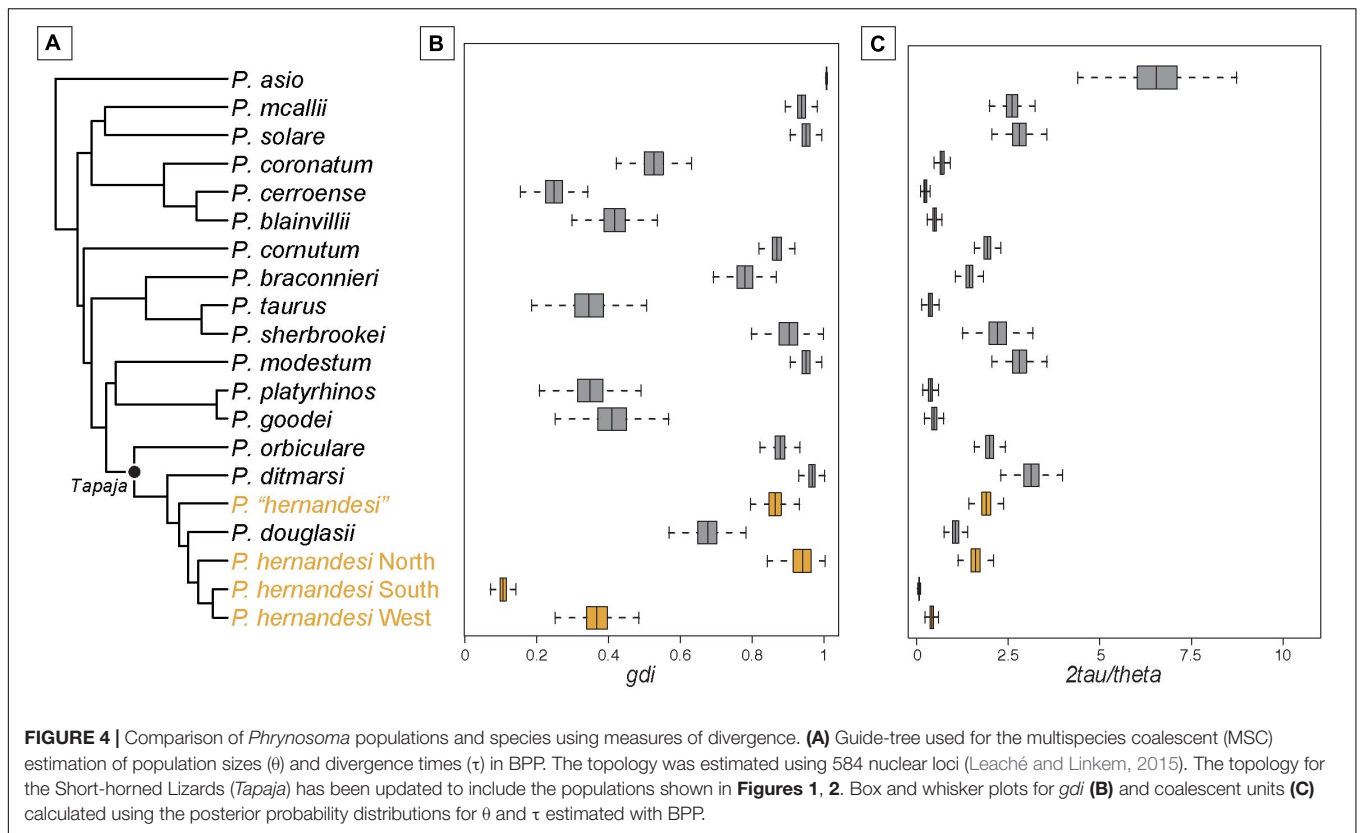 A
B
C
P. asio
P. mcallii
P. solare
P. coronatum
P. cerroense
P. blainvillii
P. cornutum
P. braconnieri
P. taurus
P. sherbrookei
P. modestum
P. platyrhinos
P. goodei
P. orbiculare
Tapaja
P. ditmarsi
P. "hernandesi"
P. douglasii
P. hernandesi North
P. hernandesi South
P. hernandesi West
0 0.2 0.4 0.6 0.8 1
gdi
0 2.5 5 7.5 10
2tau/theta
FIGURE 4 | Comparison of Phrynosoma populations and species using measures of divergence. (A) Guide-tree used for the multispecies coalescent (MSC)
estimation of population sizes (θ) and divergence times (τ) in BPP. The topology was estimated using 584 nuclear loci (Leaché and Linkem, 2015). The topology for
the Short-horned Lizards (Tapaja) has been updated to include the populations shown in Figures 1, 2. Box and whisker plots for gdi (B) and coalescent units (C)
calculated using the posterior probability distributions for θ and τ estimated with BPP.